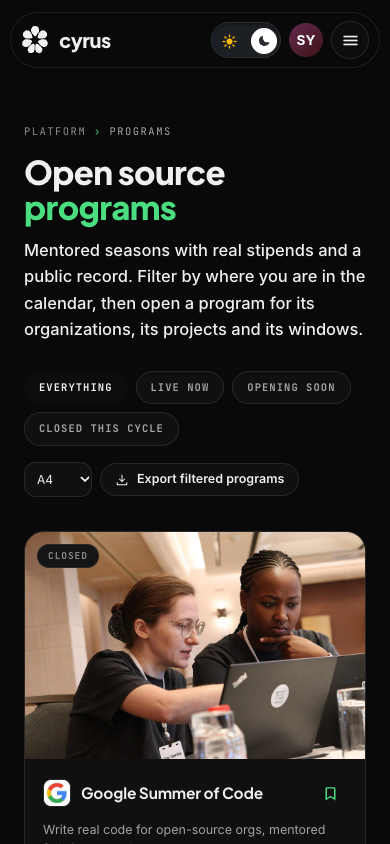 cyrus
SY
PLATFORM › PROGRAMS
Open source
programs
Mentored seasons with real stipends and a
public record. Filter by where you are in the
calendar, then open a program for its
organizations, its projects and its windows.
EVERYTHING
LIVE NOW
OPENING SOON
CLOSED THIS CYCLE
A4
Export filtered programs
CLOSED
Google Summer of Code
Write real code for open-source orgs, mentored